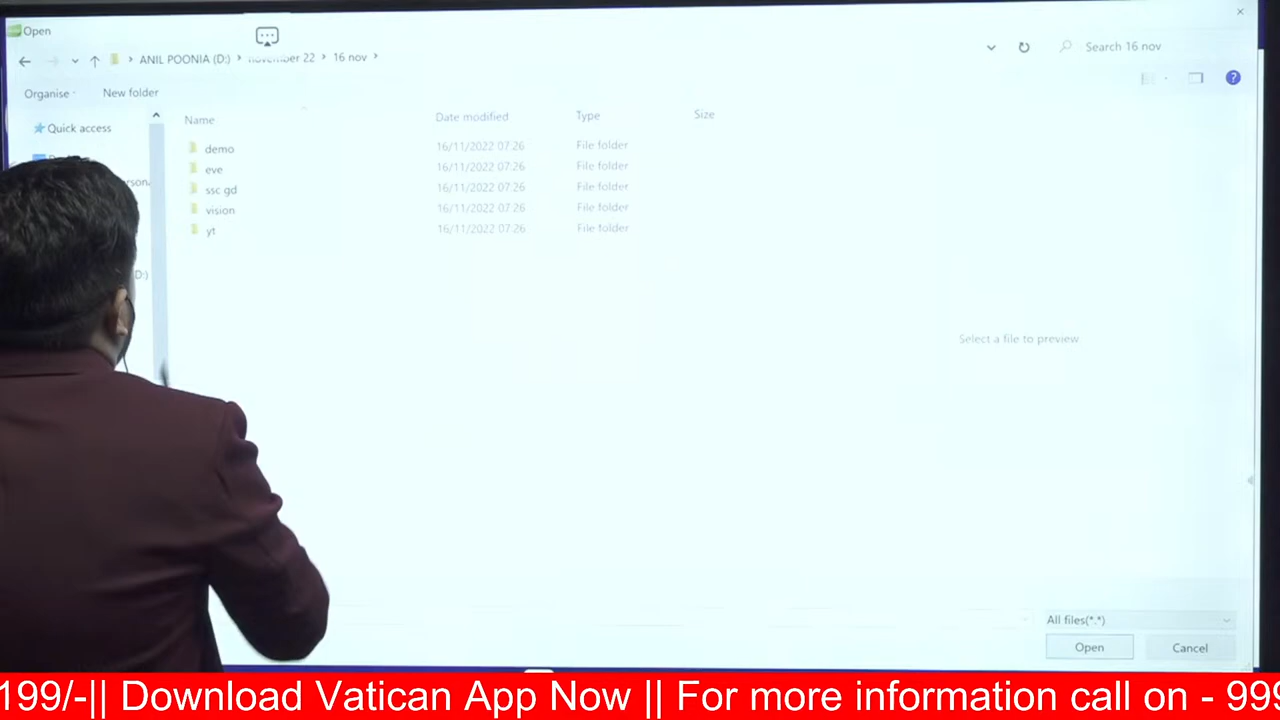 Open
ANIL POONIA (D:) > november 22 > 16 nov >
Search 16 nov
Organise
New folder
?
Name
Date modified
Type
Size
Quick access
demo
16/11/2022 07:26
File folder
eve
16/11/2022 07:26
File folder
ssc gd
16/11/2022 07:26
File folder
vision
16/11/2022 07:26
File folder
yt
16/11/2022 07:26
File folder
D:)
Select a file to preview.
All files(*.*)
Open
Cancel
199/-|| Download Vatican App Now || For more information call on - 999